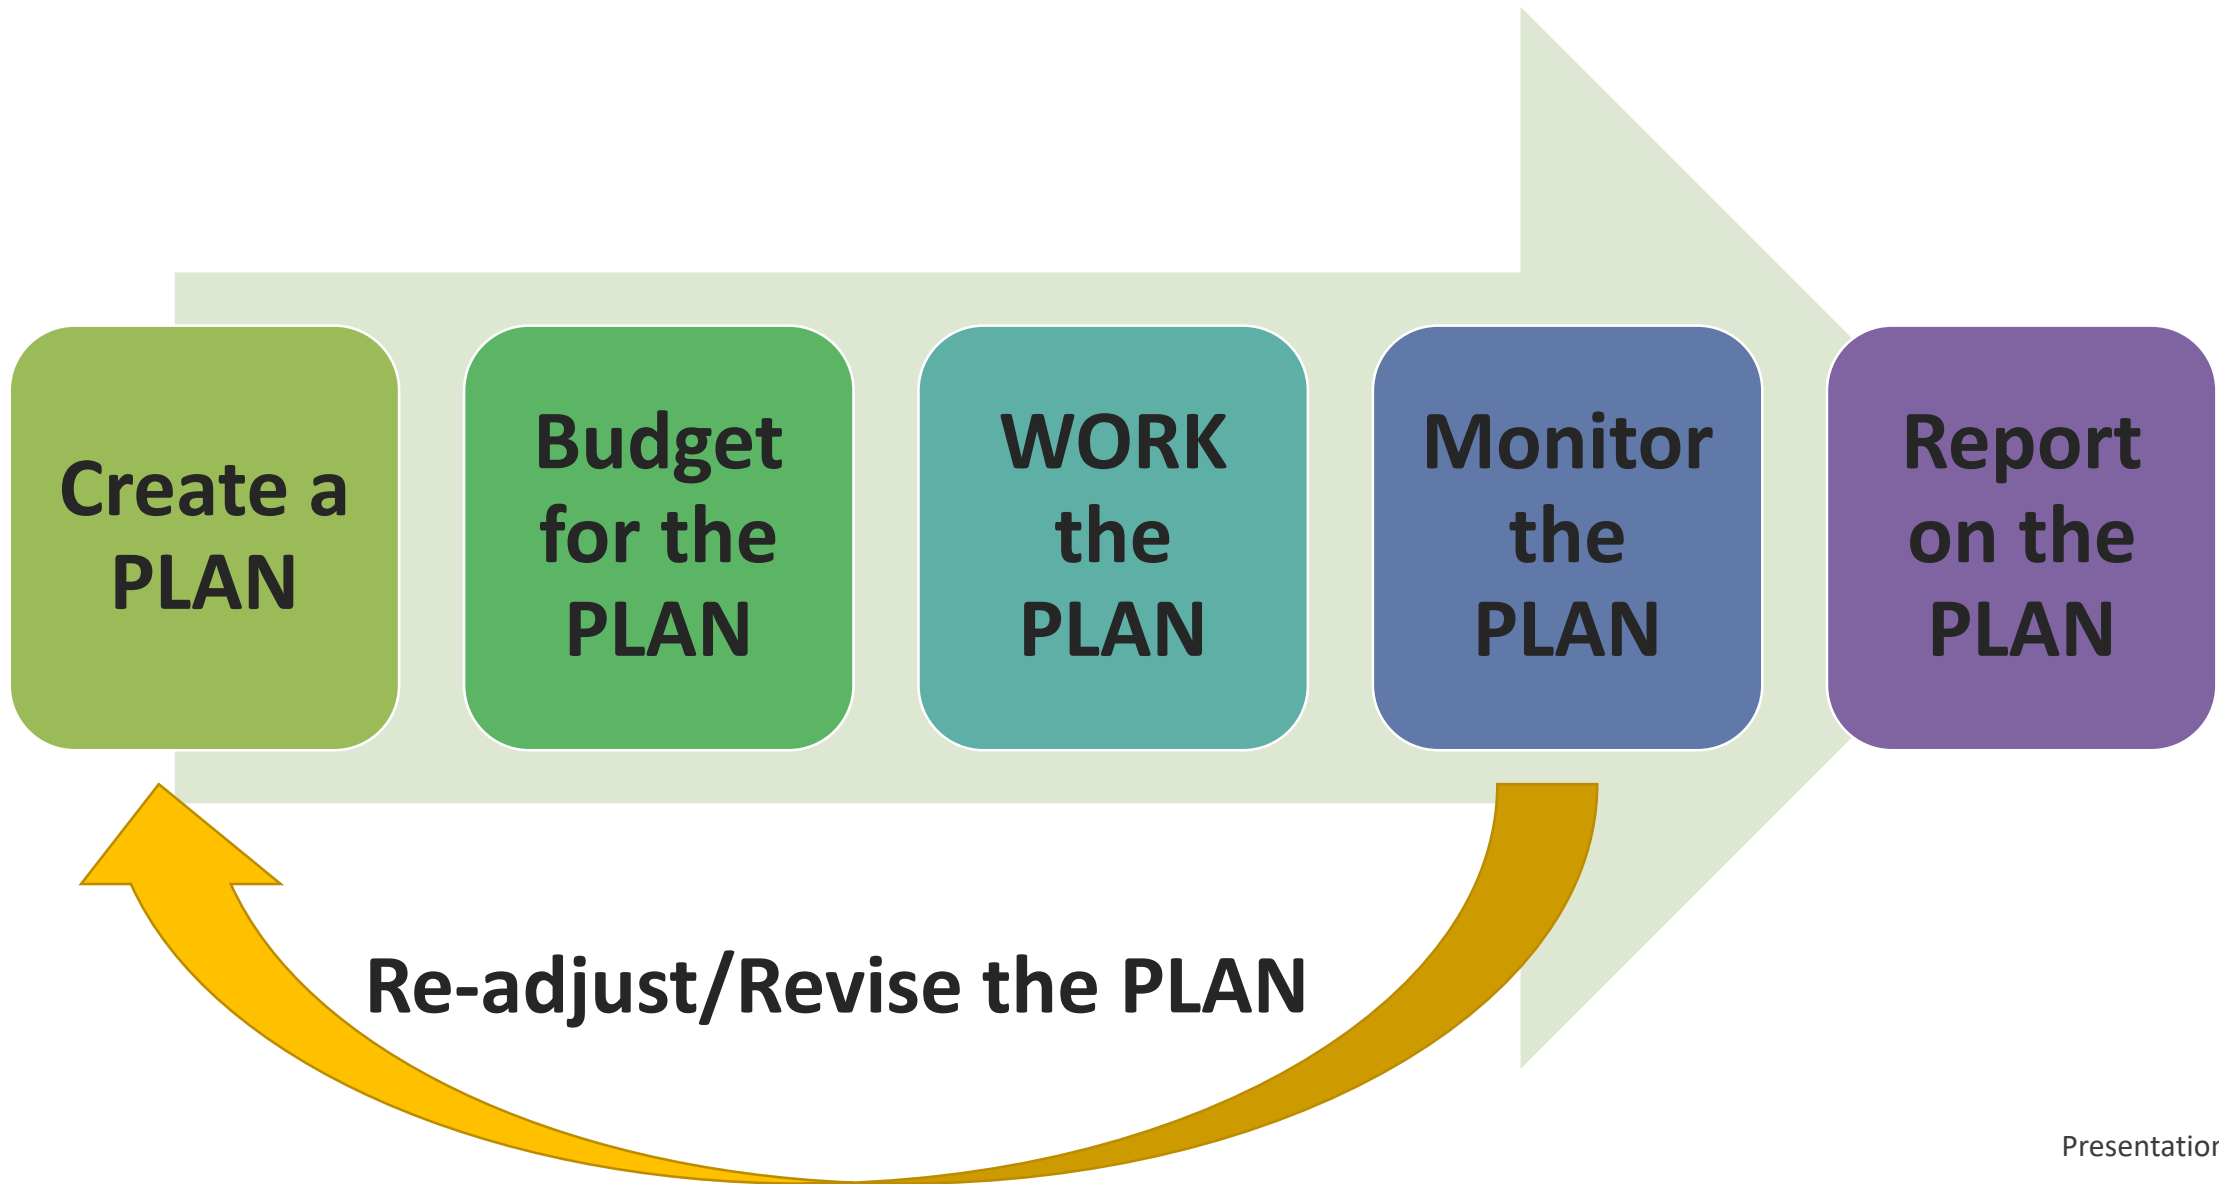 Create a
PLAN
Budget
for the
PLAN
WORK
the
PLAN
Monitor
the
PLAN
Report
on the
PLAN
Re-adjust/Revise the PLAN
Presentation